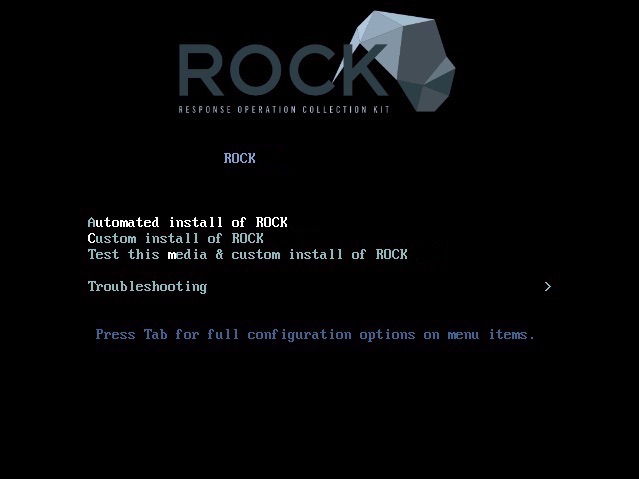 ROCK
RESPONSE OPERATION COLLECTION KIT
ROCK
Automated install of ROCK
Custom install of ROCK
Test this media & custom install of ROCK
Troubleshooting >
Press Tab for full configuration options on menu items.